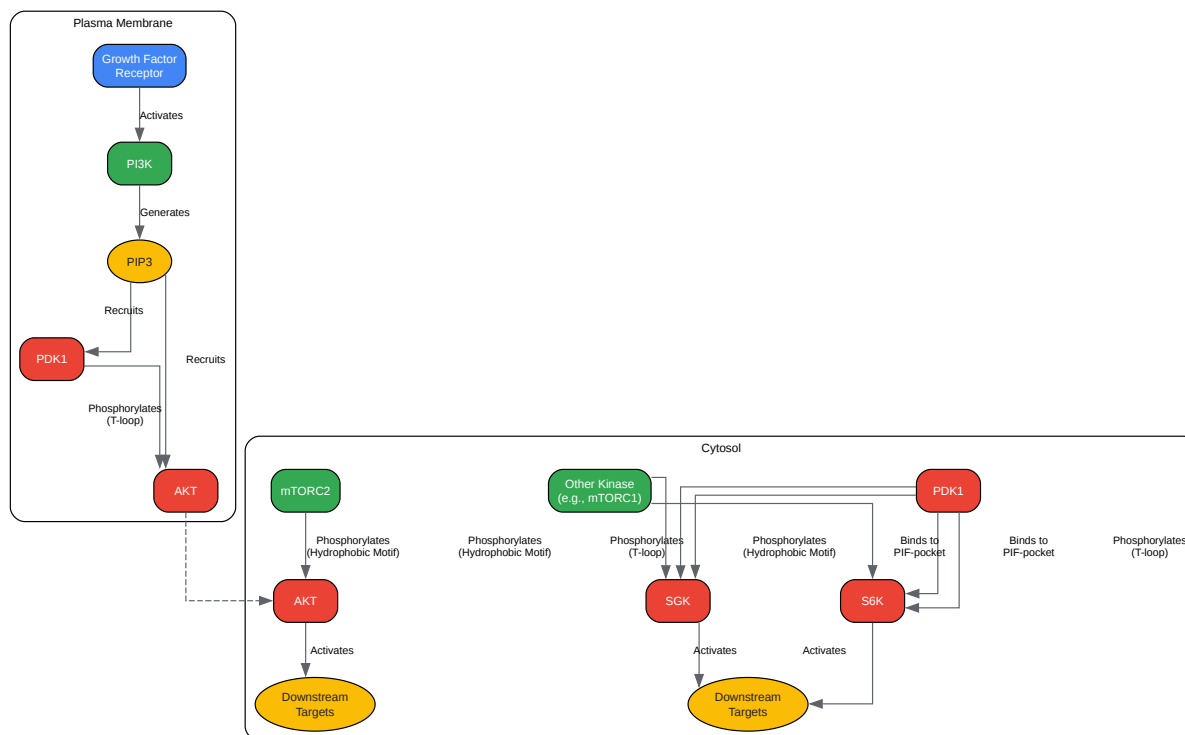 Plasma Membrane
Growth Factor
Receptor
Activates
PI3K
Generates
PIP3
Recruits
PDK1
Recruits
Phosphorylates
(T-loop)
AKT
Cytosol
mTORC2
Other Kinase
(e.g., mTORC1)
PDK1
Phosphorylates
(Hydrophobic Motif)
Phosphorylates
(Hydrophobic Motif)
Phosphorylates
(T-loop)
Phosphorylates
(Hydrophobic Motif)
Binds to
PIF-pocket
Binds to
PIF-pocket
Phosphorylates
(T-loop)
AKT
SGK
S6K
Activates
Activates
Activates
Downstream
Targets
Downstream
Targets